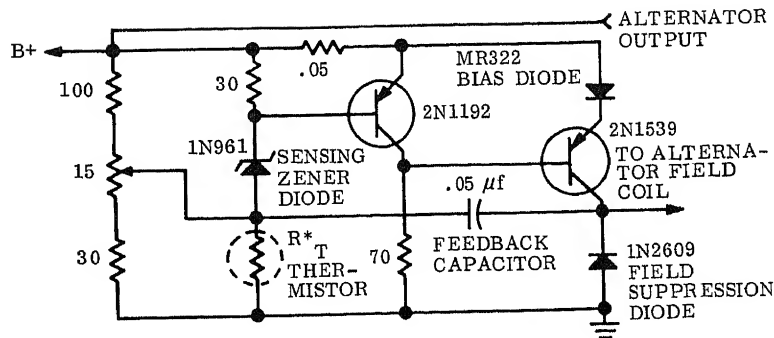 ALTERNATOR
OUTPUT
B+
.05
MR322
BIAS DIODE
100
30
2N1192
2N1539
1N961
SENSING
ZENER
DIODE
TO ALTERNA-
TOR FIELD
COIL
15
.05 μf
R*
T
THER-
MISTOR
FEEDBACK
CAPACITOR
30
70
1N2609
FIELD
SUPPRESSION
DIODE